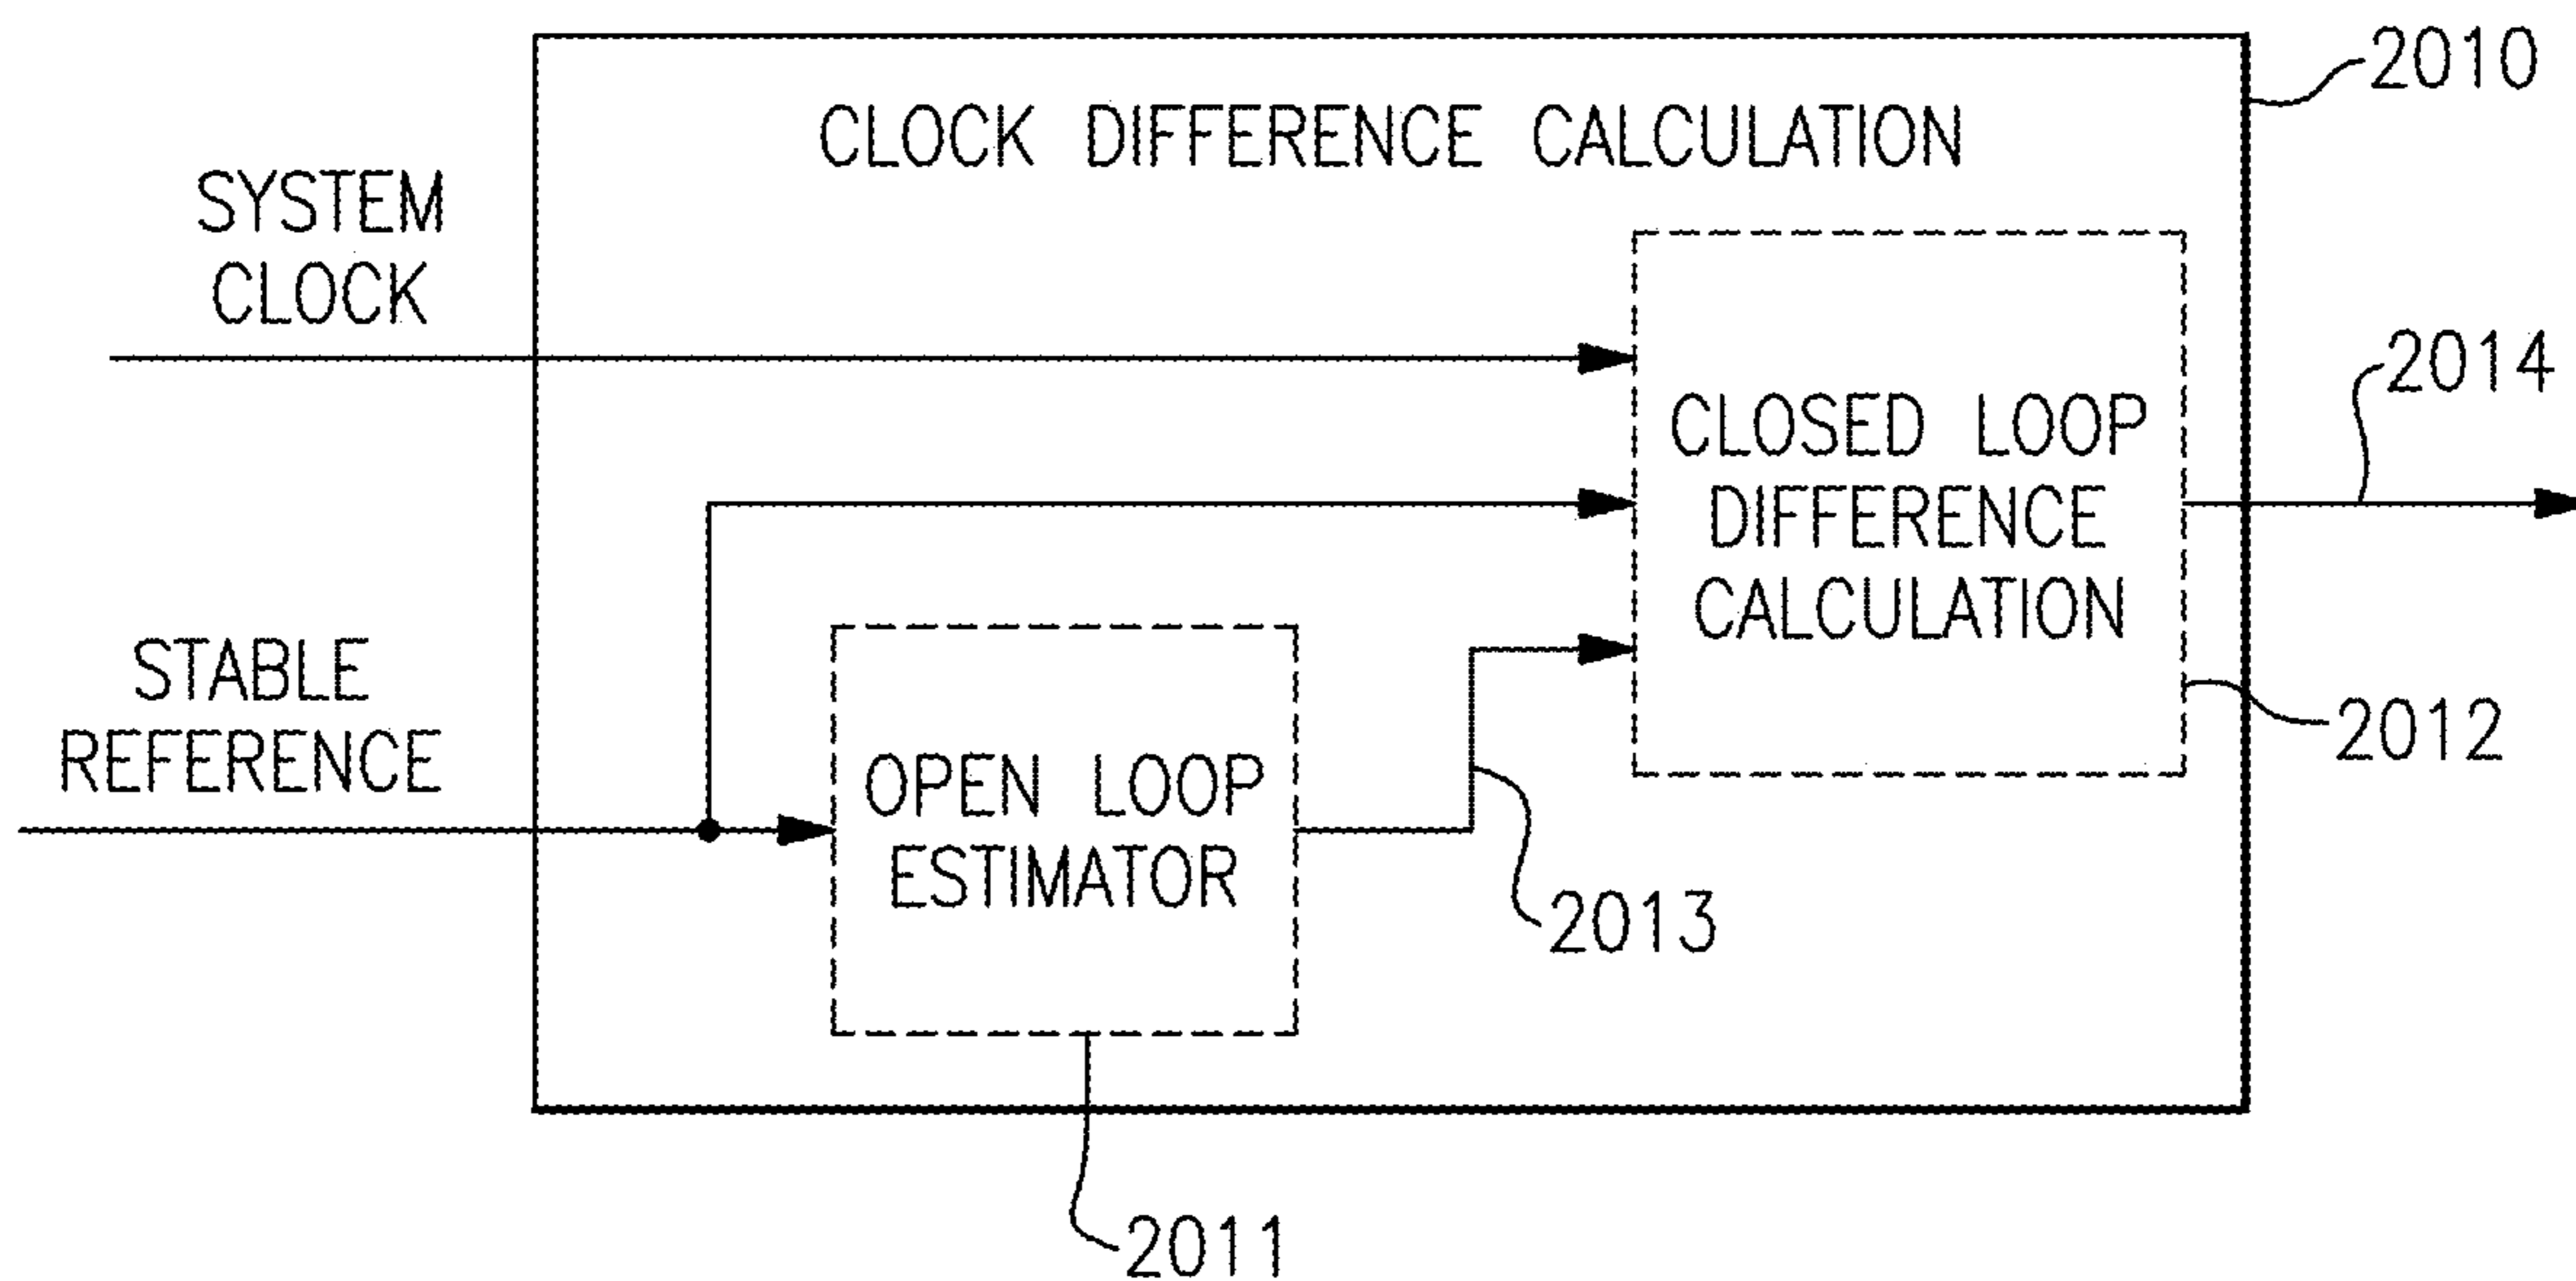 2010
CLOCK DIFFERENCE CALCULATION
SYSTEM
CLOCK
2014
CLOSED LOOP
DIFFERENCE
CALCULATION
STABLE
REFERENCE
2012
OPEN LOOP
ESTIMATOR
2013
2011